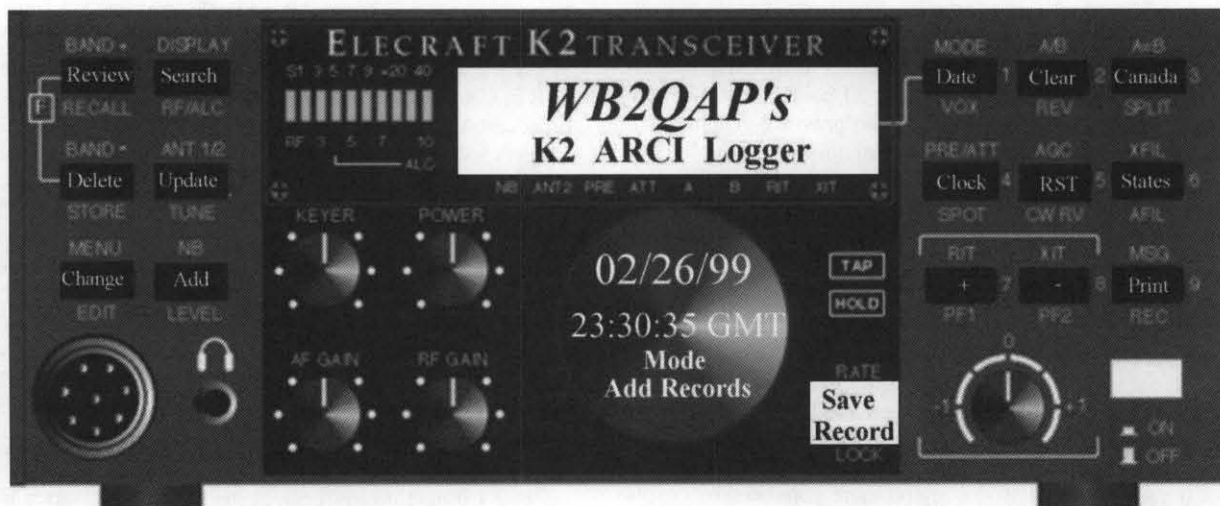 ELECRAFT K2 TRANSCEIVER
BAND + DISPLAY
Review Search
F RECALL RF/ALC
BAND - ANT 1/2
Delete Update
STORE TUNE
MENU NB
Change Add
EDIT LEVEL
S1 3 5 7 9 +20 40
RF 3 5 7 10
ALC
WB2QAP's
K2 ARCI Logger
NB ANT2 PRE ATT A B RIT XIT
KEYER POWER
AF GAIN RF GAIN
02/26/99
23:30:35 GMT
Mode
Add Records
TAP
HOLD
RATE
Save
Record
LOCK
MODE A/B A=B
Date 1 Clear 2 Canada 3
VOX REV SPLIT
PRE/ATT AGC XFIL
Clock 4 RST 5 States 6
SPOT CW RV AFIL
RIT XIT MSG
+ 7 - 8 Print 9
PF1 PF2 REC
0
-1 +1
ON
OFF